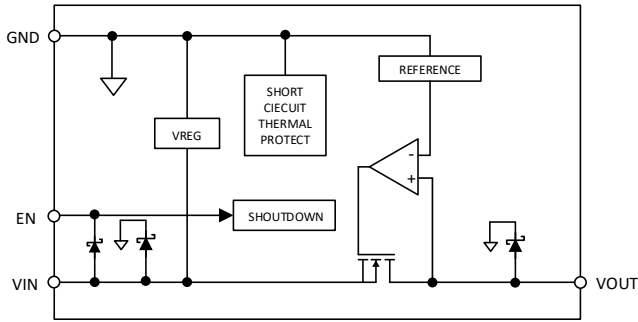 GND
REFERENCE
SHORT
CIECUIT
THERMAL
PROTECT
VREG
-
+
EN
SHOUTDOWN
VIN
VOUT